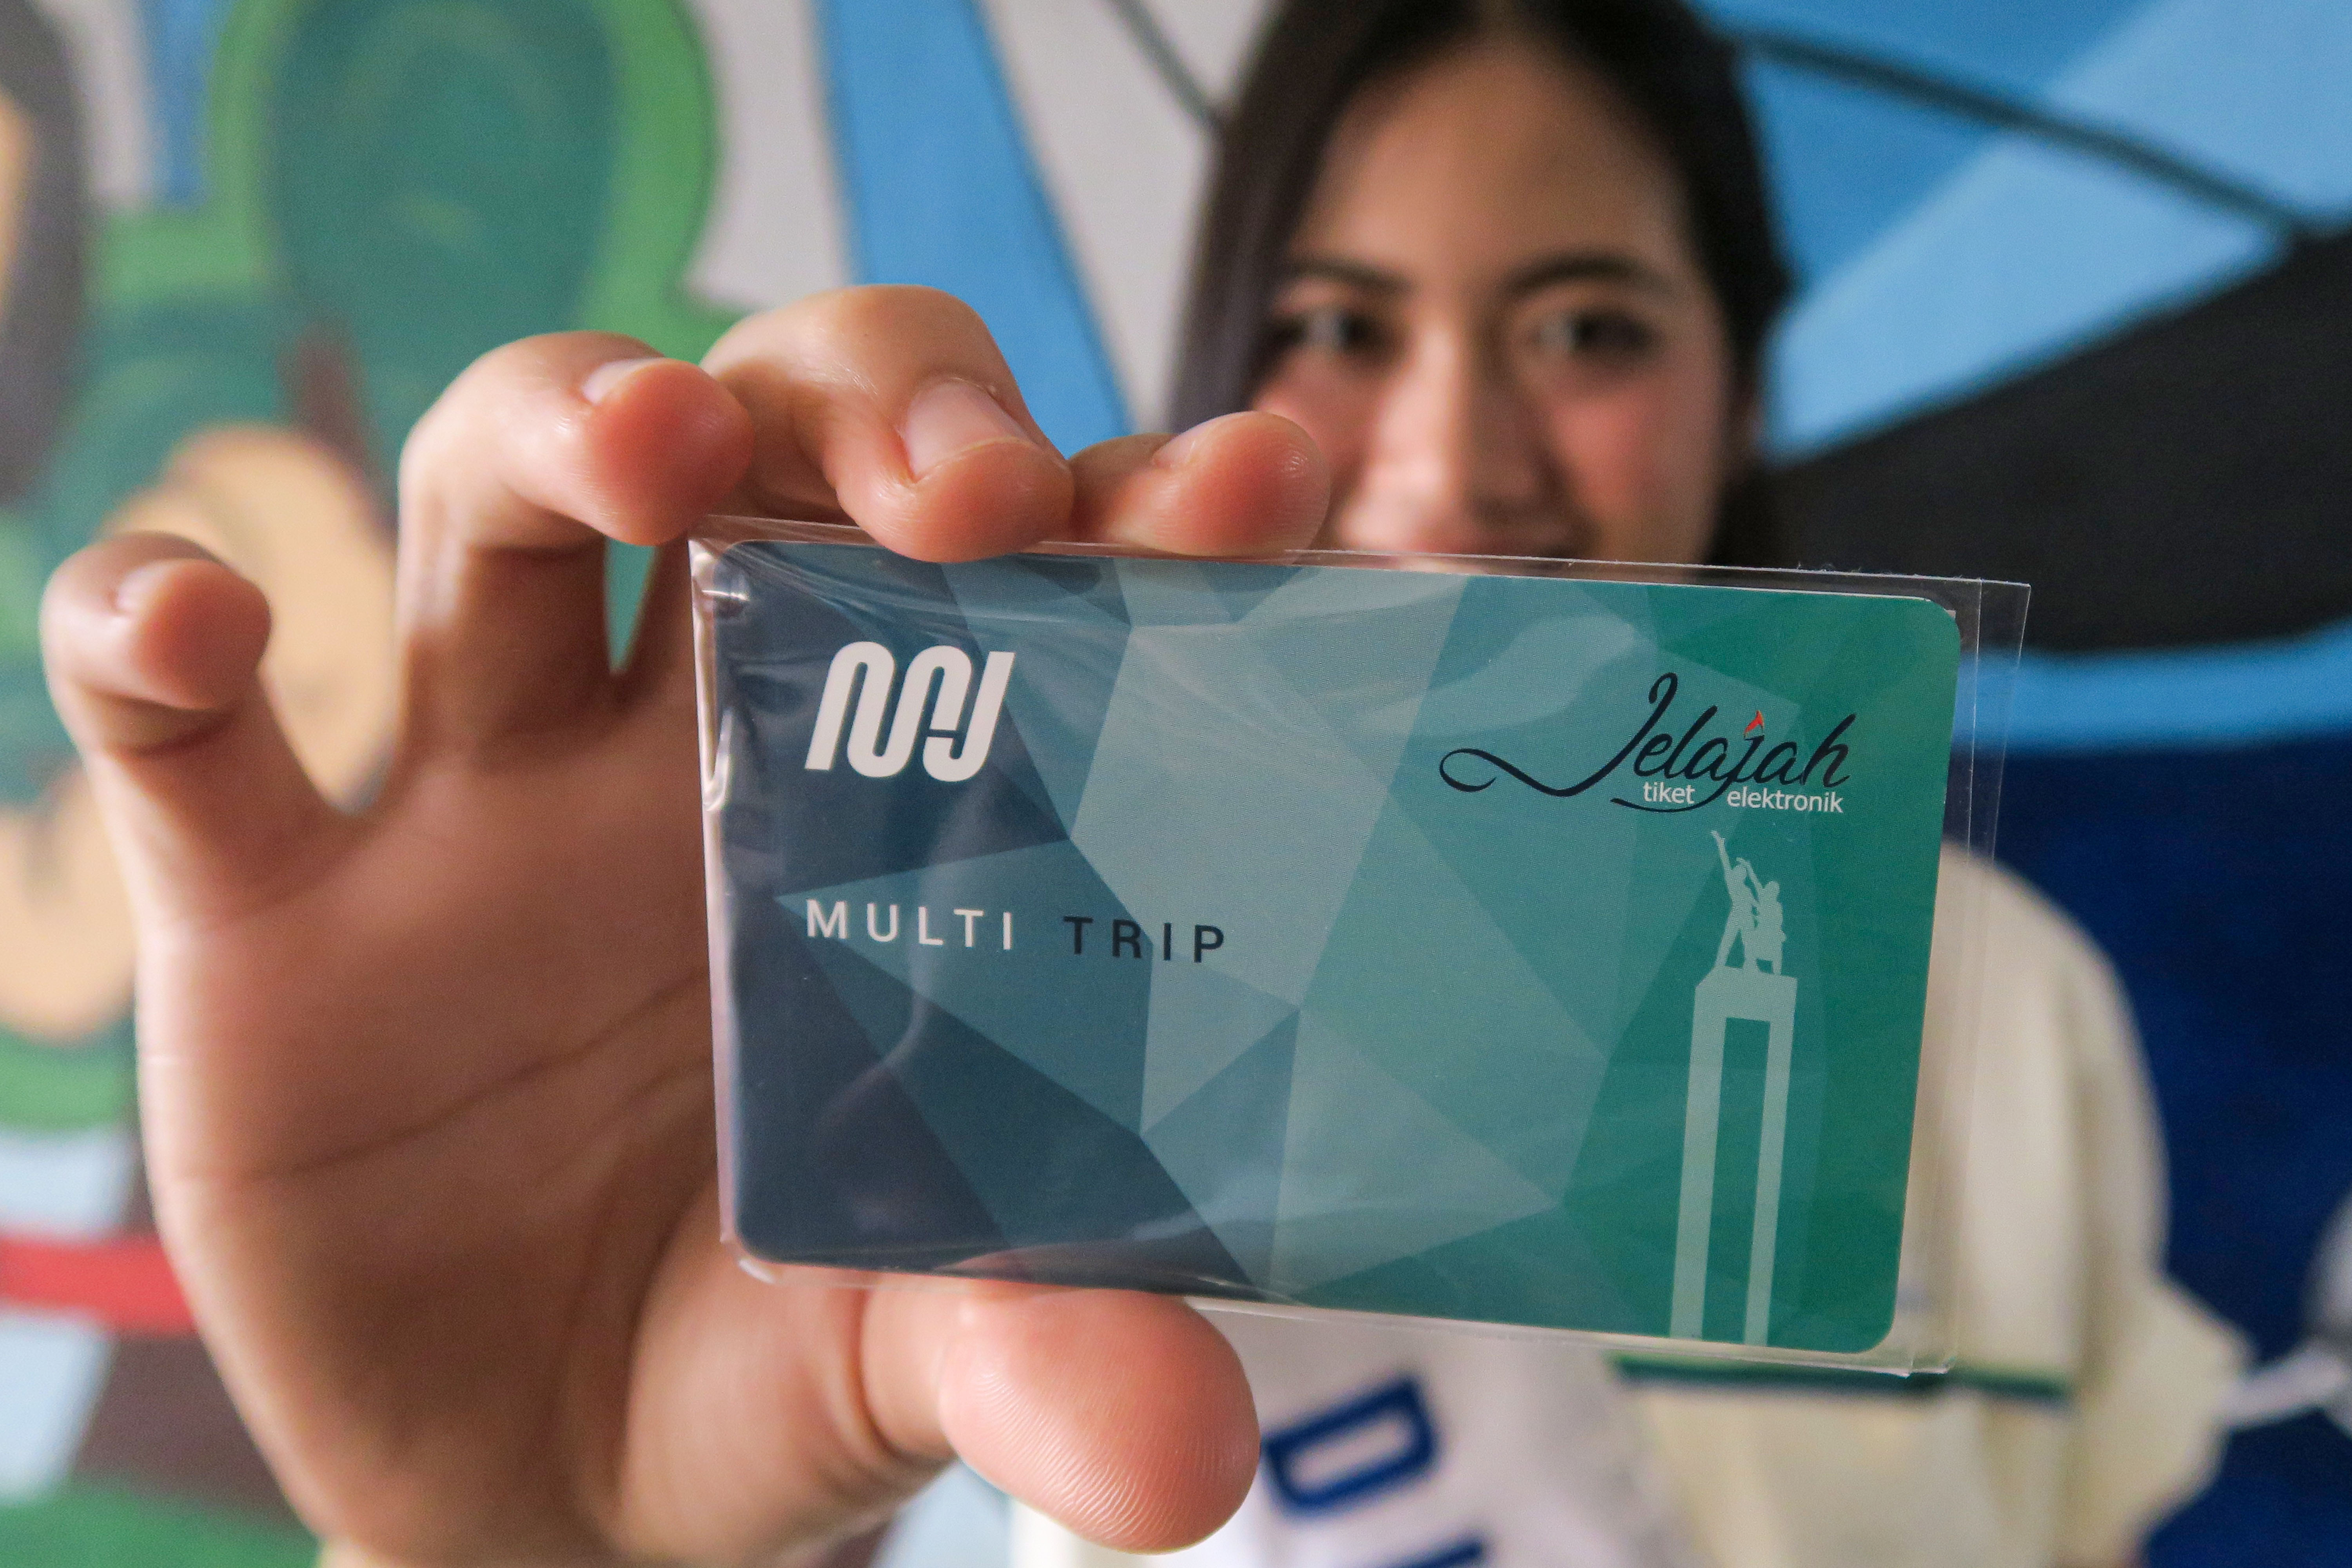 Jelajah
tiket elektronik
MULTI TRIP